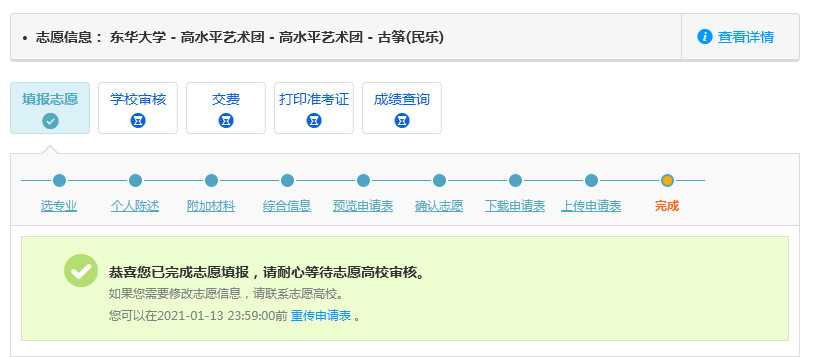 • 志愿信息： 东华大学 - 高水平艺术团 - 高水平艺术团 - 古筝(民乐)
查看详情
填报志愿 学校审核 交费 打印准考证 成绩查询
选专业 个人陈述 附加材料 综合信息 预览申请表 确认志愿 下载申请表 上传申请表 完成
恭喜您已完成志愿填报，请耐心等待志愿高校审核。
如果您需要修改志愿信息，请联系志愿高校。
您可以在2021-01-13 23:59:00前 重传申请表 。